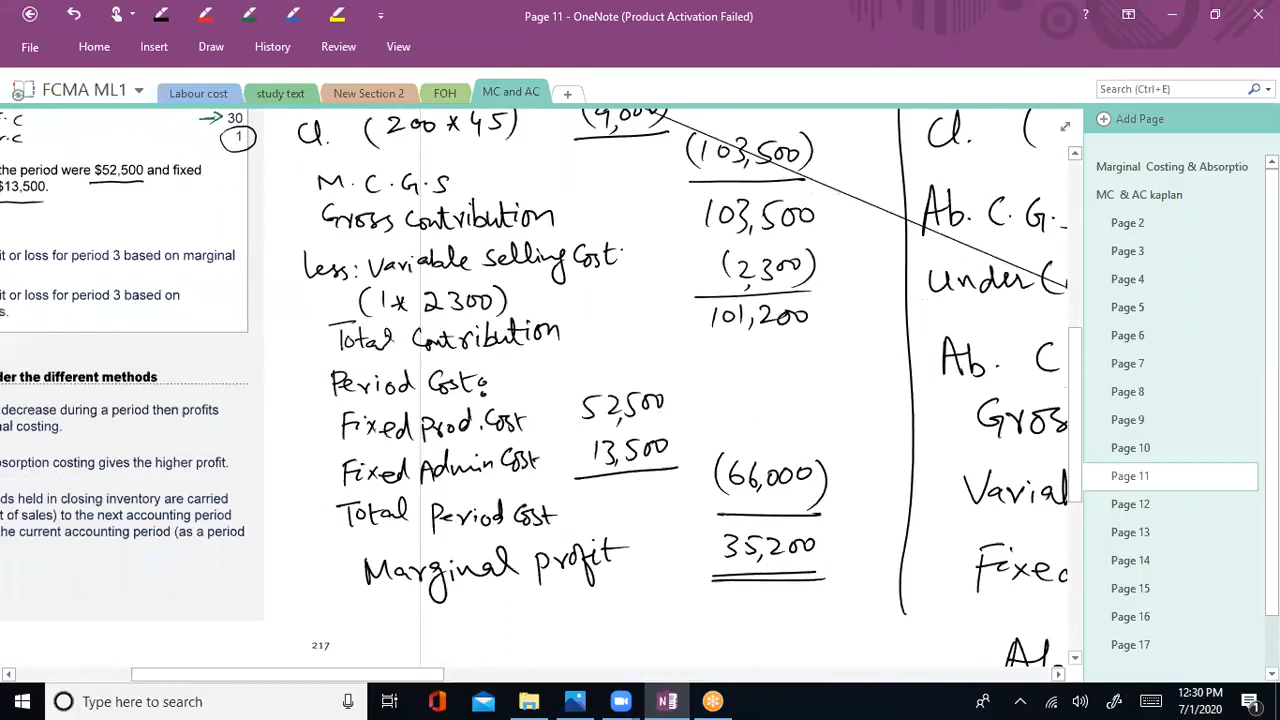 Page 11 - OneNote (Product Activation Failed)
File Home Insert Draw History Review View
FCMA ML1
Labour cost study text New Section 2 FOH MC and AC
Search (Ctrl+E)
30
1
the period were $52,500 and fixed
$13,500.
it or loss for period 3 based on marginal
it or loss for period 3 based on
s.
der the different methods
decrease during a period then profits
nal costing.
osorption costing gives the higher profit.
ds held in closing inventory are carried
t of sales) to the next accounting period
he current accounting period (as a period
217
Cl. (200 x 45) (9,000)
(103,500)
M. C. G. S
Gross Contribution 103,500
Less: Variable Selling Cost (2,300)
(1x 2300)
101,200
Total Contribution
Period Cost:
Fixed Prod. Cost 52,500
Fixed Admin Cost 13,500
(66,000)
Total Period Cost
Marginal profit 35,200
Cl. (
Ab. C. G.
Under (
Ab. C
Gros
Varial
Fixed
Add Page
Marginal Costing & Absorptio
MC & AC kaplan
Page 2
Page 3
Page 4
Page 5
Page 6
Page 7
Page 8
Page 9
Page 10
Page 11
Page 12
Page 13
Page 14
Page 15
Page 16
Page 17
Type here to search
12:30 PM
7/1/2020